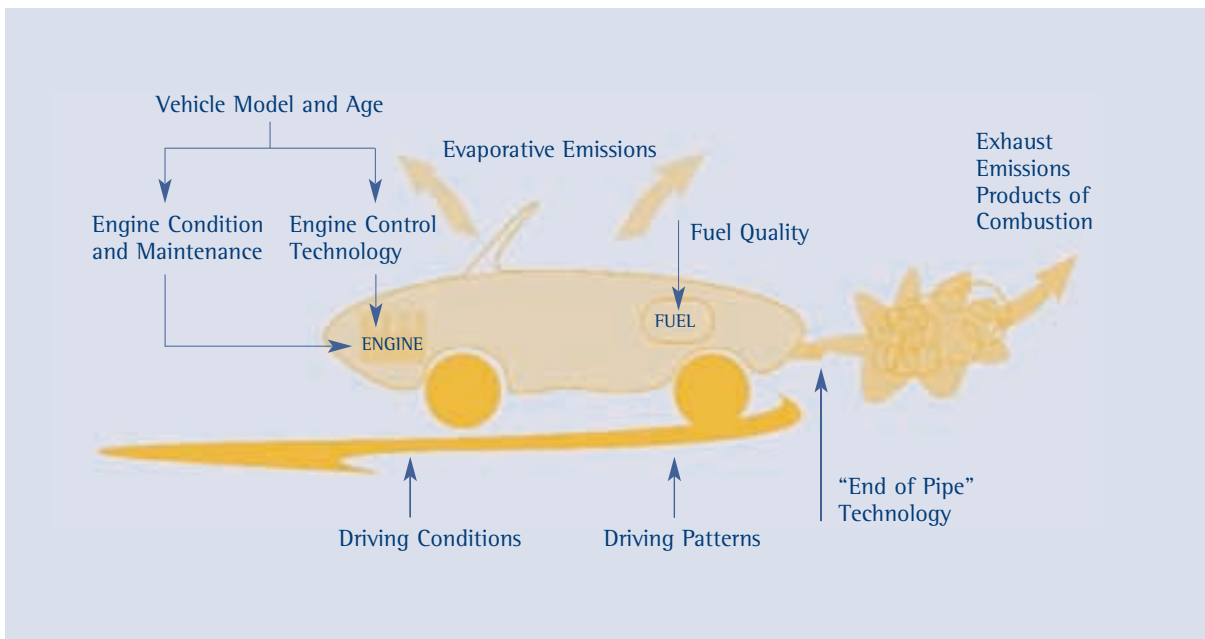 Vehicle Model and Age
Evaporative Emissions
Exhaust
Emissions
Products of
Combustion
Engine Condition
and Maintenance
Engine Control
Technology
Fuel Quality
FUEL
ENGINE
“End of Pipe”
Technology
Driving Conditions
Driving Patterns